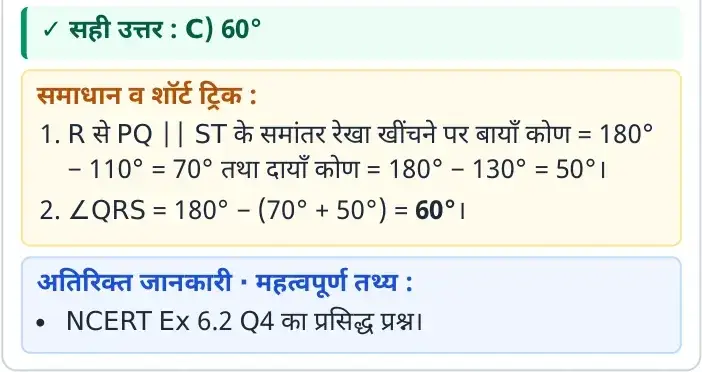 ✓ सही उत्तर : C) 60°
समाधान व शॉर्ट ट्रिक :
1. R से PQ || ST के समांतर रेखा खींचने पर बायाँ कोण = 180°
− 110° = 70° तथा दायाँ कोण = 180° − 130° = 50°।
2. ∠QRS = 180° − (70° + 50°) = 60°।
अतिरिक्त जानकारी · महत्वपूर्ण तथ्य :
• NCERT Ex 6.2 Q4 का प्रसिद्ध प्रश्न।